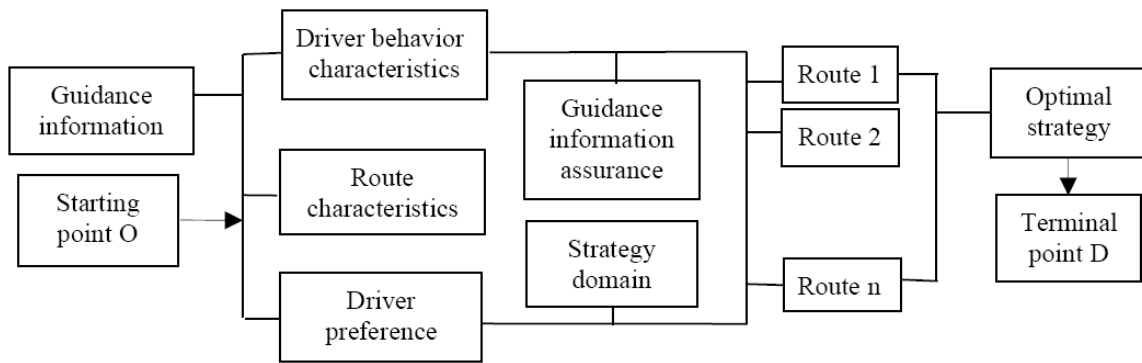 Guidance
information
Starting
point O
Driver behavior
characteristics
Route
characteristics
Driver
preference
Guidance
information
assurance
Strategy
domain
Route 1
Route 2
Route n
Optimal
strategy
Terminal
point D